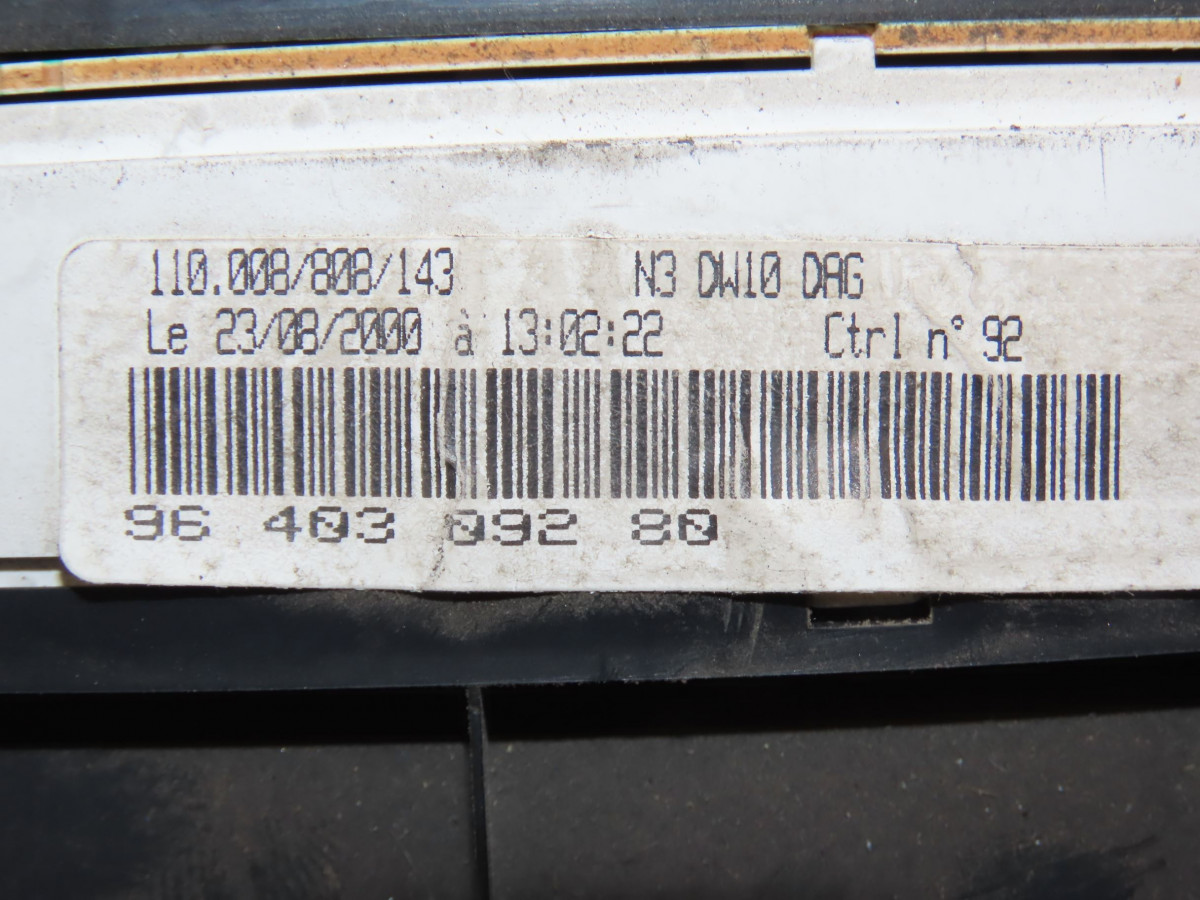 110.008/808/143 N3 DW10 DAG
Le 23/08/2000 à 13:02:22 Ctrl n° 92
96 403 092 80